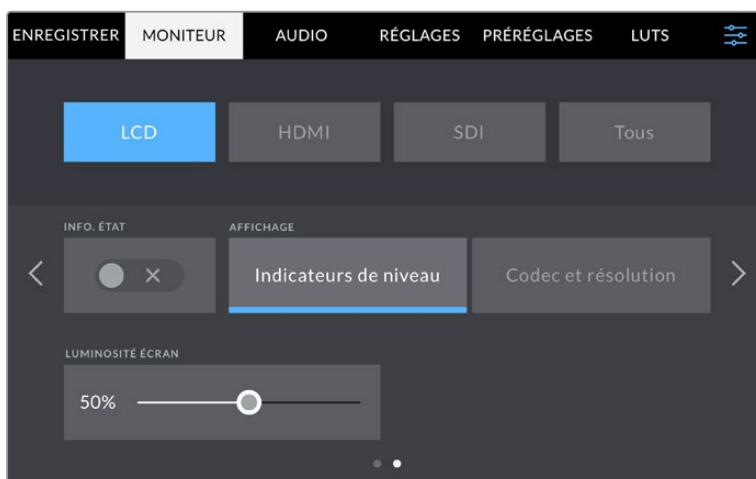 ENREGISTRER MONITEUR AUDIO RÉGLAGES PRÉRÉGLAGES LUTS
LCD HDMI SDI Tous
INFO. ÉTAT AFFICHAGE
Indicateurs de niveau Codec et résolution
LUMINOSITÉ ÉCRAN
50%